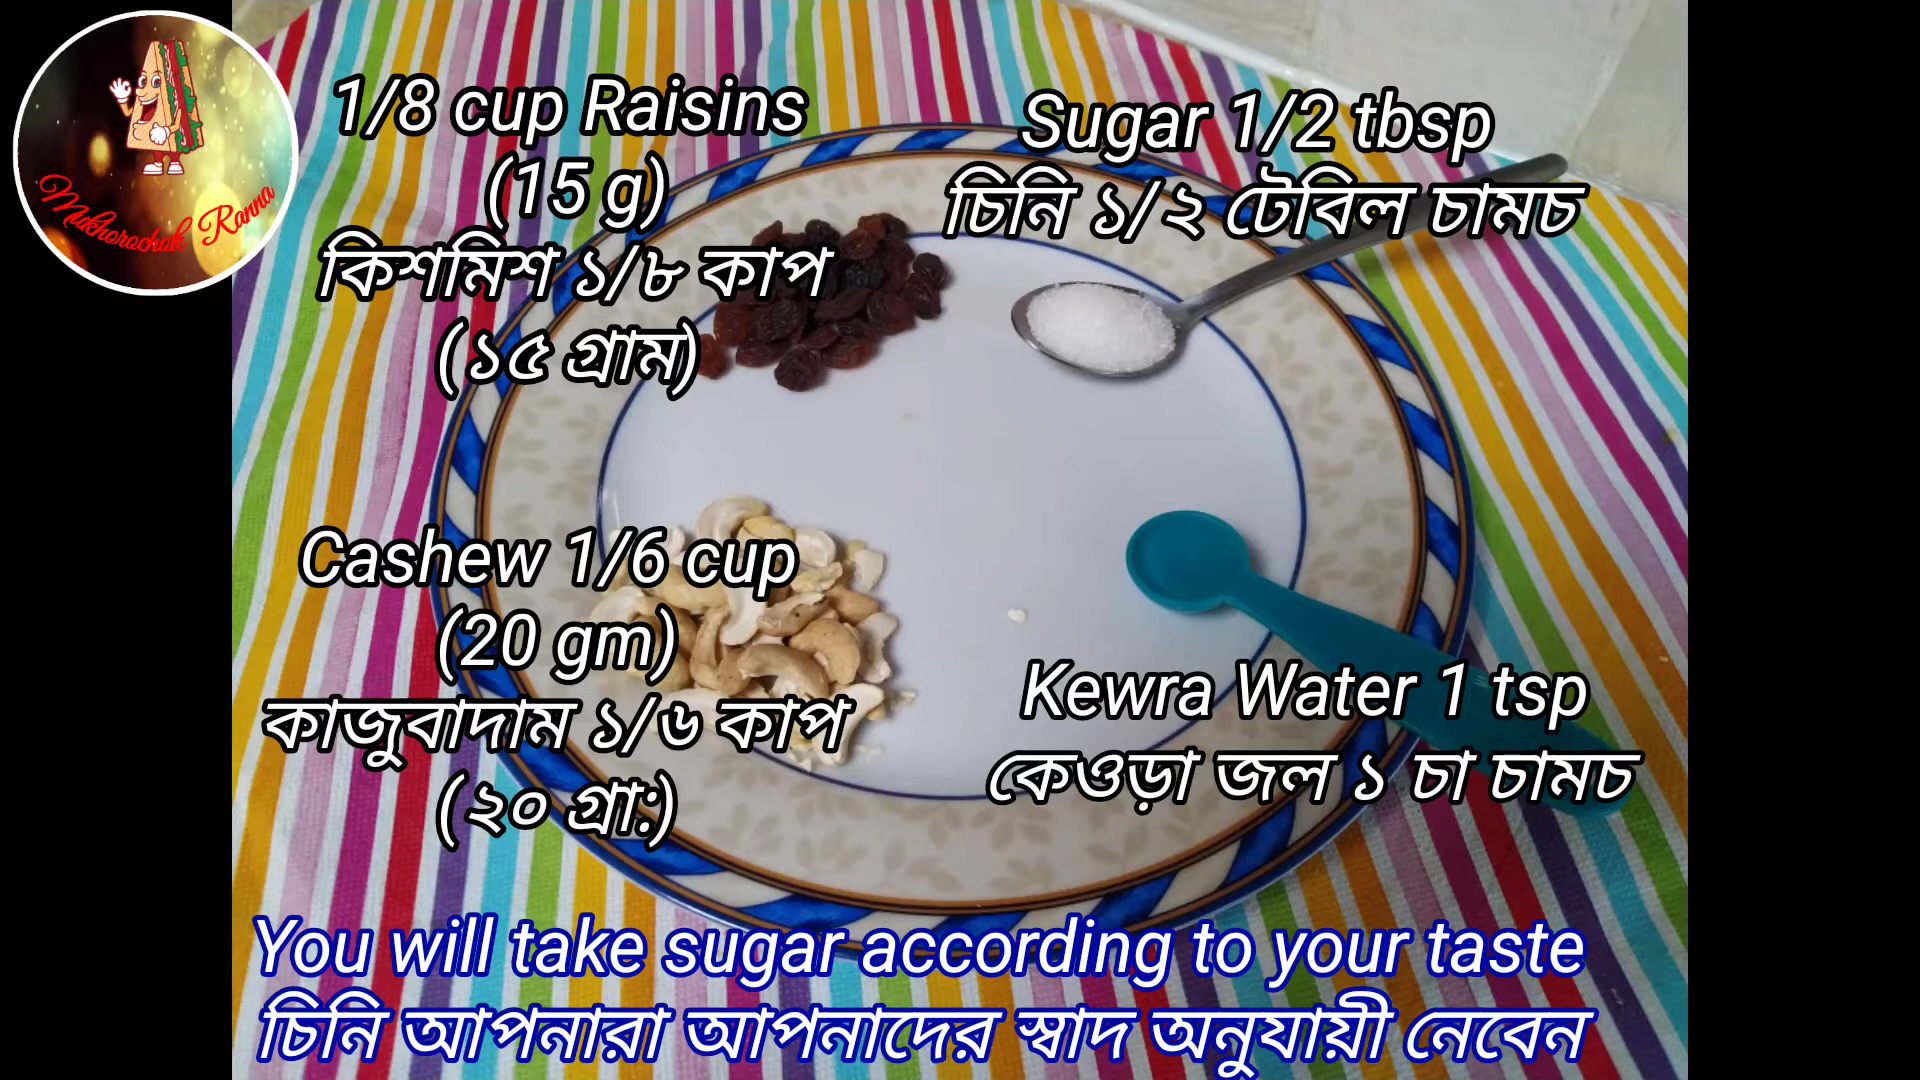 Mukhorochok Ranna
1/8 cup Raisins
(15 g)
কিশমিশ ১/৮ কাপ
(১৫ গ্রাম)
Sugar 1/2 tbsp
চিনি ১/২ টেবিল চামচ
Cashew 1/6 cup
(20 gm)
কাজুবাদাম ১/৬ কাপ
(২০ গ্রা:)
Kewra Water 1 tsp
কেওড়া জল ১ চা চামচ
You will take sugar according to your taste
চিনি আপনারা আপনাদের স্বাদ অনুযায়ী নেবেন